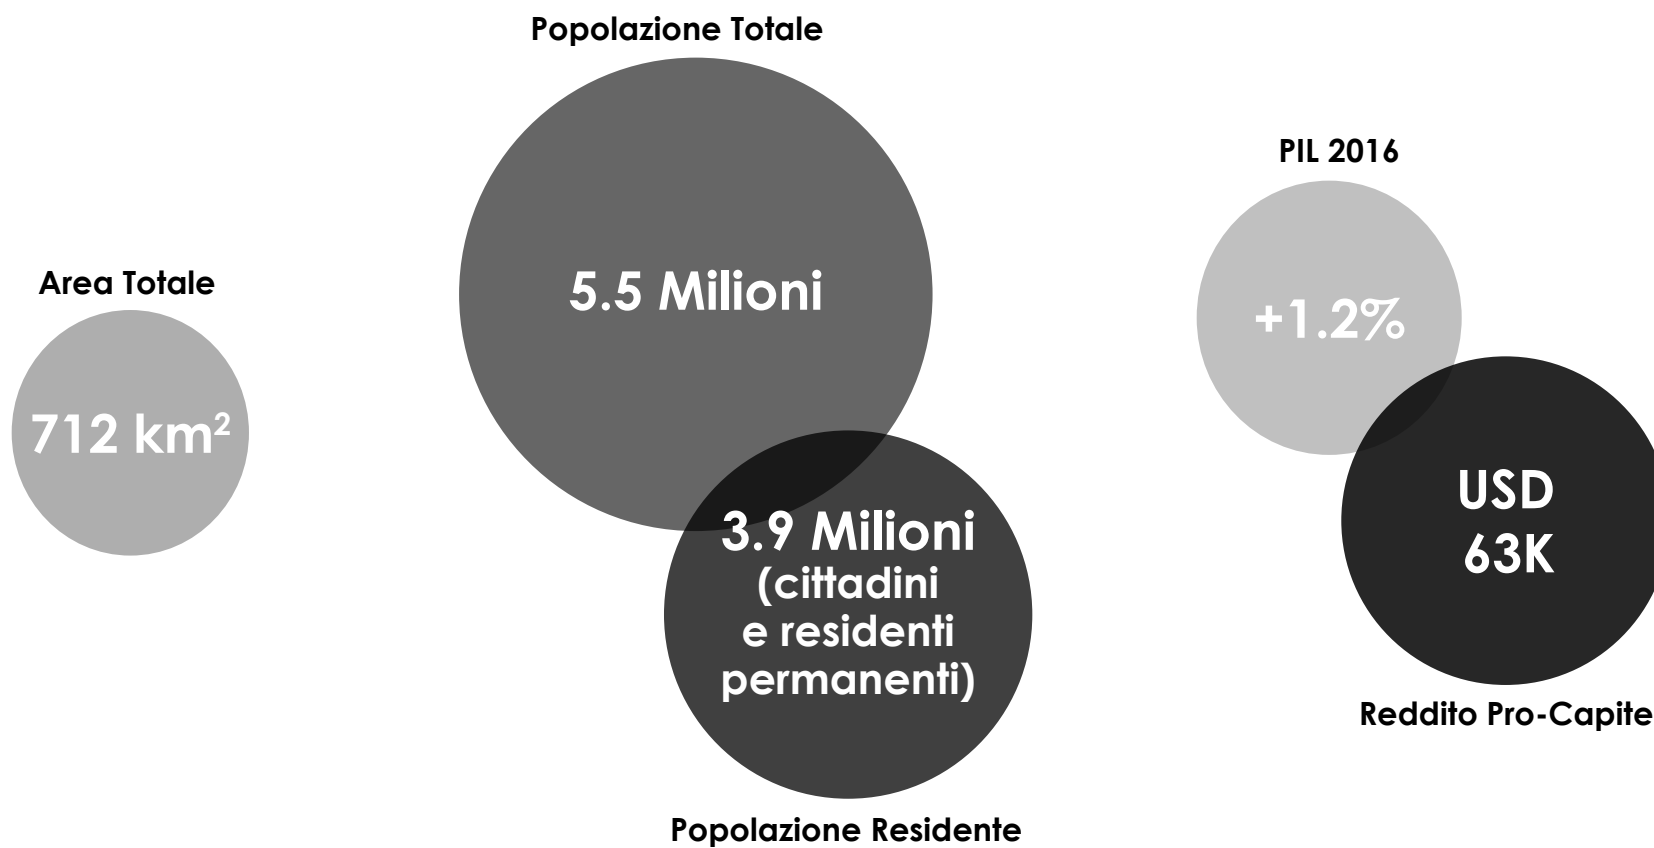 Area Totale
712 km²
Popolazione Totale
5.5 Milioni
3.9 Milioni
(cittadini
e residenti
permanenti)
Popolazione Residente
PIL 2016
+1.2%
USD
63K
Reddito Pro-Capite